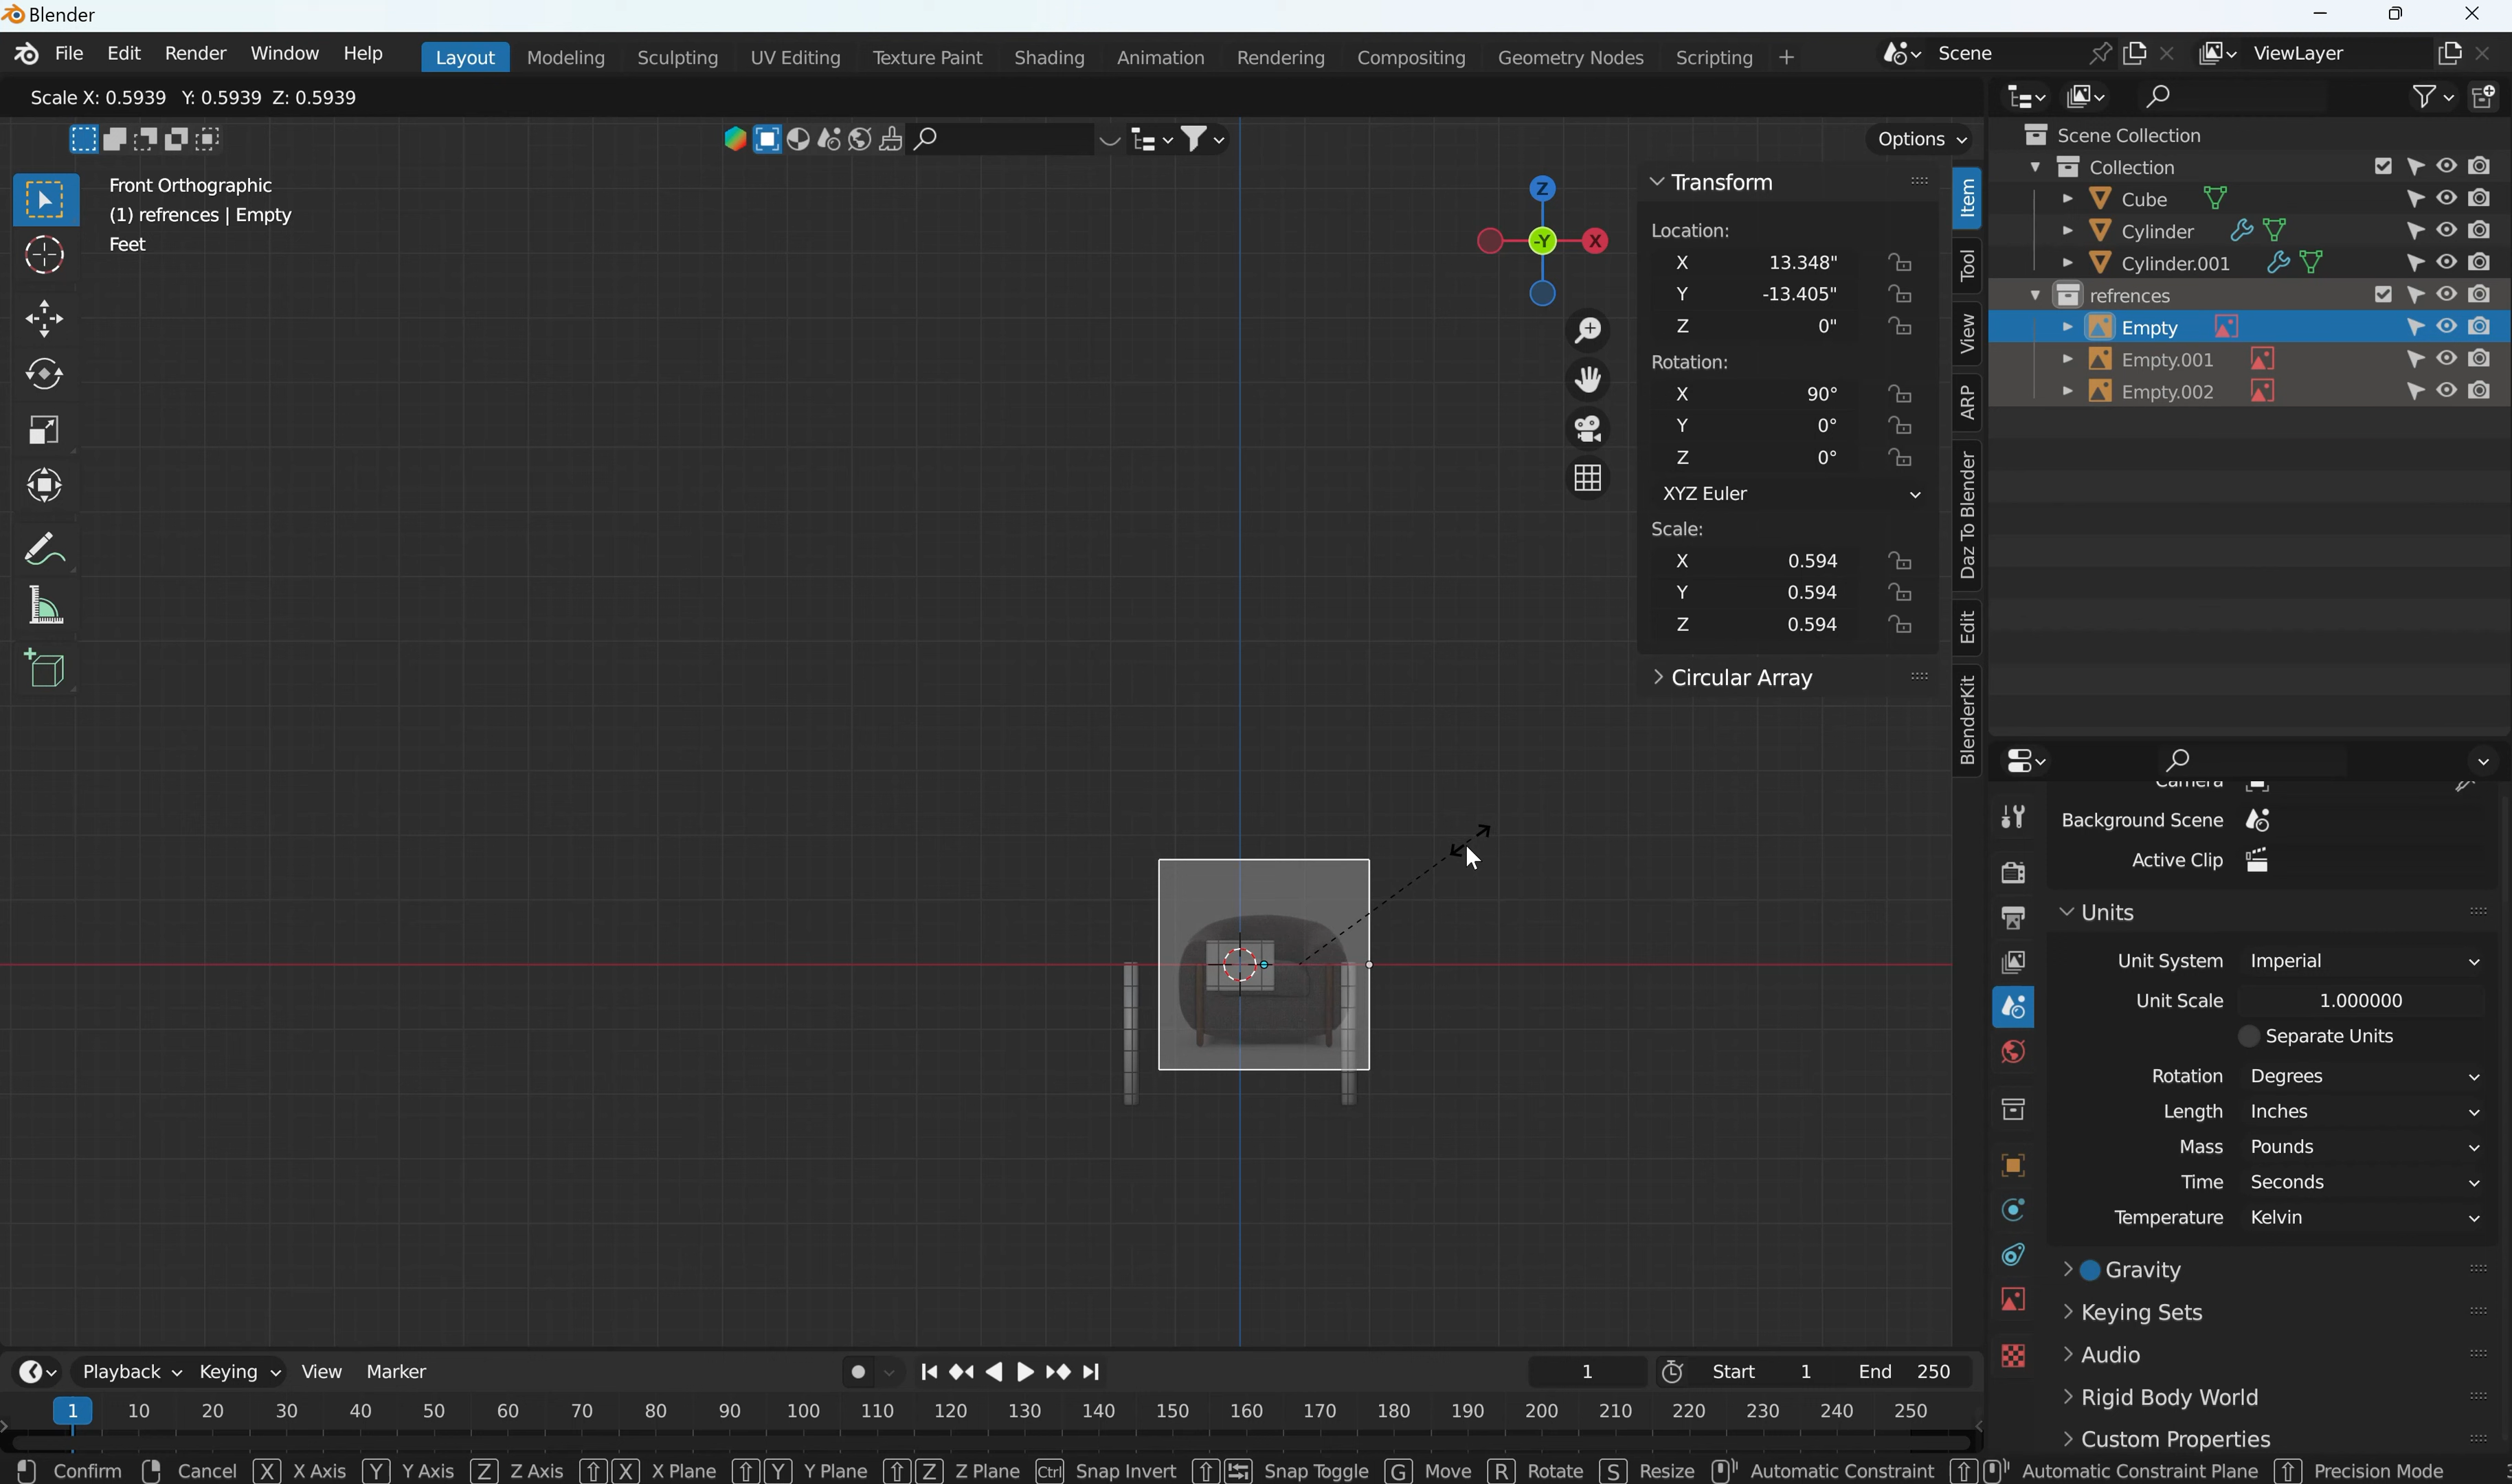 Blender
File Edit Render Window Help Layout Modeling Sculpting UV Editing Texture Paint Shading Animation Rendering Compositing Geometry Nodes Scripting + Scene ViewLayer
Scale X: 0.5939 Y: 0.5939 Z: 0.5939
Options
Front Orthographic
(1) refrences | Empty
Feet
Z
-Y
X
Transform
Location:
X 13.348"
Y -13.405"
Z 0"
Rotation:
X 90°
Y 0°
Z 0°
XYZ Euler
Scale:
X 0.594
Y 0.594
Z 0.594
Circular Array
Item
Tool
View
ARP
Daz To Blender
Edit
BlenderKit
Scene Collection
Collection
Cube
Cylinder
Cylinder.001
refrences
Empty
Empty.001
Empty.002
Camera
Background Scene
Active Clip
Units
Unit System Imperial
Unit Scale 1.000000
Separate Units
Rotation Degrees
Length Inches
Mass Pounds
Time Seconds
Temperature Kelvin
Gravity
Keying Sets
Audio
Rigid Body World
Custom Properties
Playback Keying View Marker 1 Start 1 End 250
1 10 20 30 40 50 60 70 80 90 100 110 120 130 140 150 160 170 180 190 200 210 220 230 240 250
Confirm Cancel X X Axis Y Y Axis Z Z Axis X X Plane Y Y Plane Z Z Plane Ctrl Snap Invert Snap Toggle G Move R Rotate S Resize Automatic Constraint Automatic Constraint Plane Precision Mode